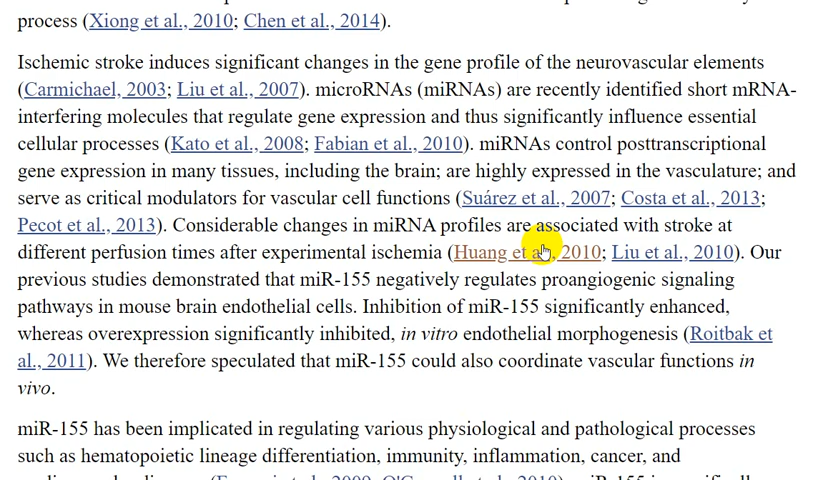 process (Xiong et al., 2010; Chen et al., 2014).
Ischemic stroke induces significant changes in the gene profile of the neurovascular elements
(Carmichael, 2003; Liu et al., 2007). microRNAs (miRNAs) are recently identified short mRNA-
interfering molecules that regulate gene expression and thus significantly influence essential
cellular processes (Kato et al., 2008; Fabian et al., 2010). miRNAs control posttranscriptional
gene expression in many tissues, including the brain; are highly expressed in the vasculature; and
serve as critical modulators for vascular cell functions (Suárez et al., 2007; Costa et al., 2013;
Pecot et al., 2013). Considerable changes in miRNA profiles are associated with stroke at
different perfusion times after experimental ischemia (Huang et al., 2010; Liu et al., 2010). Our
previous studies demonstrated that miR-155 negatively regulates proangiogenic signaling
pathways in mouse brain endothelial cells. Inhibition of miR-155 significantly enhanced,
whereas overexpression significantly inhibited, in vitro endothelial morphogenesis (Roitbak et
al., 2011). We therefore speculated that miR-155 could also coordinate vascular functions in
vivo.
miR-155 has been implicated in regulating various physiological and pathological processes
such as hematopoietic lineage differentiation, immunity, inflammation, cancer, and